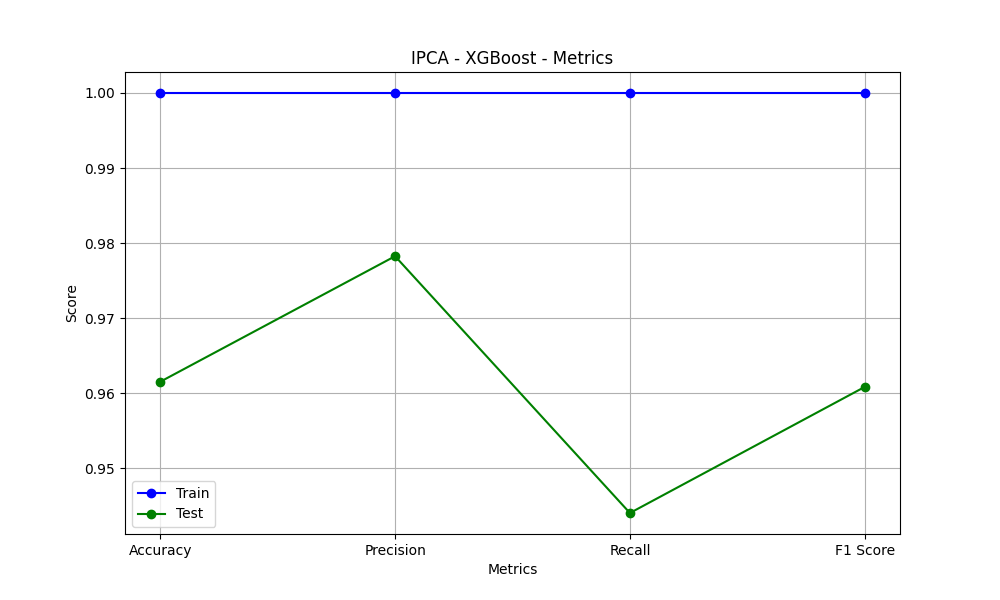 IPCA - XGBoost - Metrics
1.00
0.99
0.98
0.97
0.96
0.95
Score
Train
Test
Accuracy Precision Recall F1 Score
Metrics